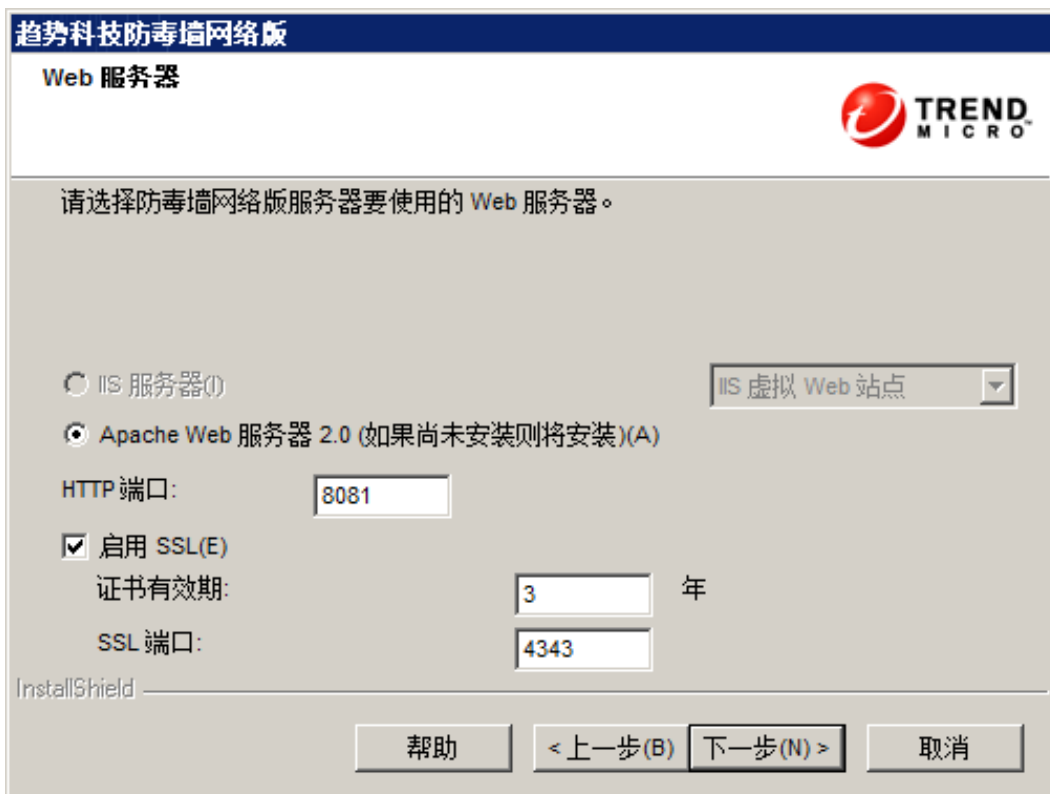 趋势科技防毒墙网络版
Web 服务器
TREND
MICRO
请选择防毒墙网络版服务器要使用的 Web 服务器。
IIS 服务器(I) IIS 虚拟 Web 站点
Apache Web 服务器 2.0 (如果尚未安装则将安装)(A)
HTTP 端口: 8081
启用 SSL(E)
证书有效期: 3 年
SSL 端口: 4343
InstallShield
帮助 < 上一步(B) 下一步(N) > 取消